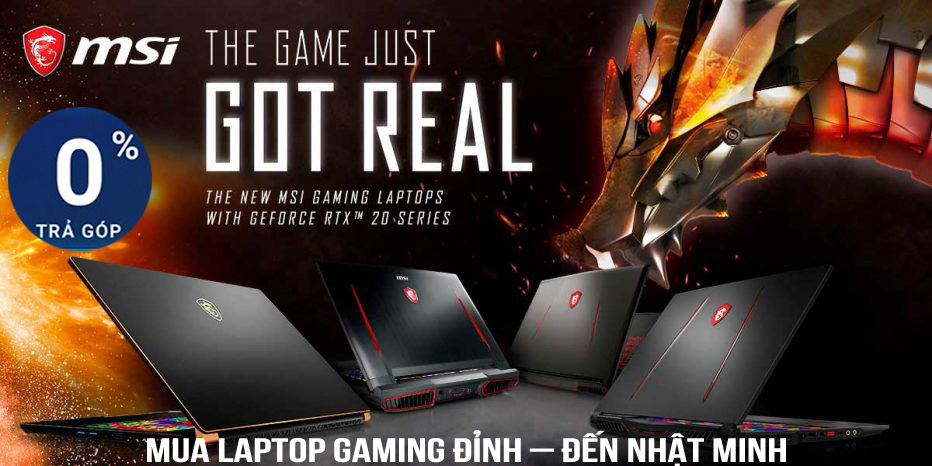 msi
THE GAME JUST
GOT REAL
THE NEW MSI GAMING LAPTOPS
WITH GEFORCE RTX™ 20 SERIES
0%
TRẢ GÓP
msi
MUA LAPTOP GAMING ĐỈNH – ĐẾN NHẬT MINH